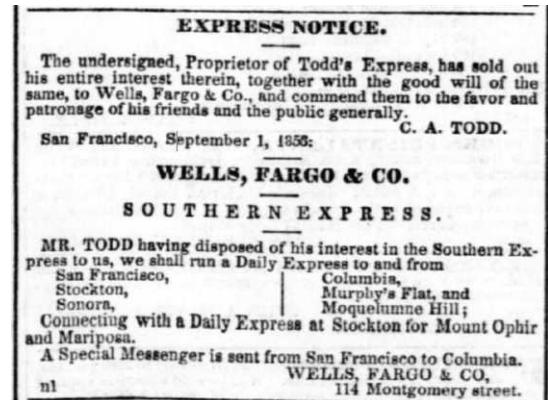 EXPRESS NOTICE.
The undersigned, Proprietor of Todd's Express, has sold out
his entire interest therein, together with the good will of the
same, to Wells, Fargo & Co., and commend them to the favor and
patronage of his friends and the public generally.
C. A. TODD.
San Francisco, September 1, 1853:
WELLS, FARGO & CO.
SOUTHERN EXPRESS.
MR. TODD having disposed of his interest in the Southern Ex-
press to us, we shall run a Daily Express to and from
San Francisco, Columbia,
Stockton, Murphy's Flat, and
Sonora, Moquelumne Hill;
Connecting with a Daily Express at Stockton for Mount Ophir
and Mariposa.
A Special Messenger is sent from San Francisco to Columbia.
WELLS, FARGO & CO,
n1 114 Montgomery street.